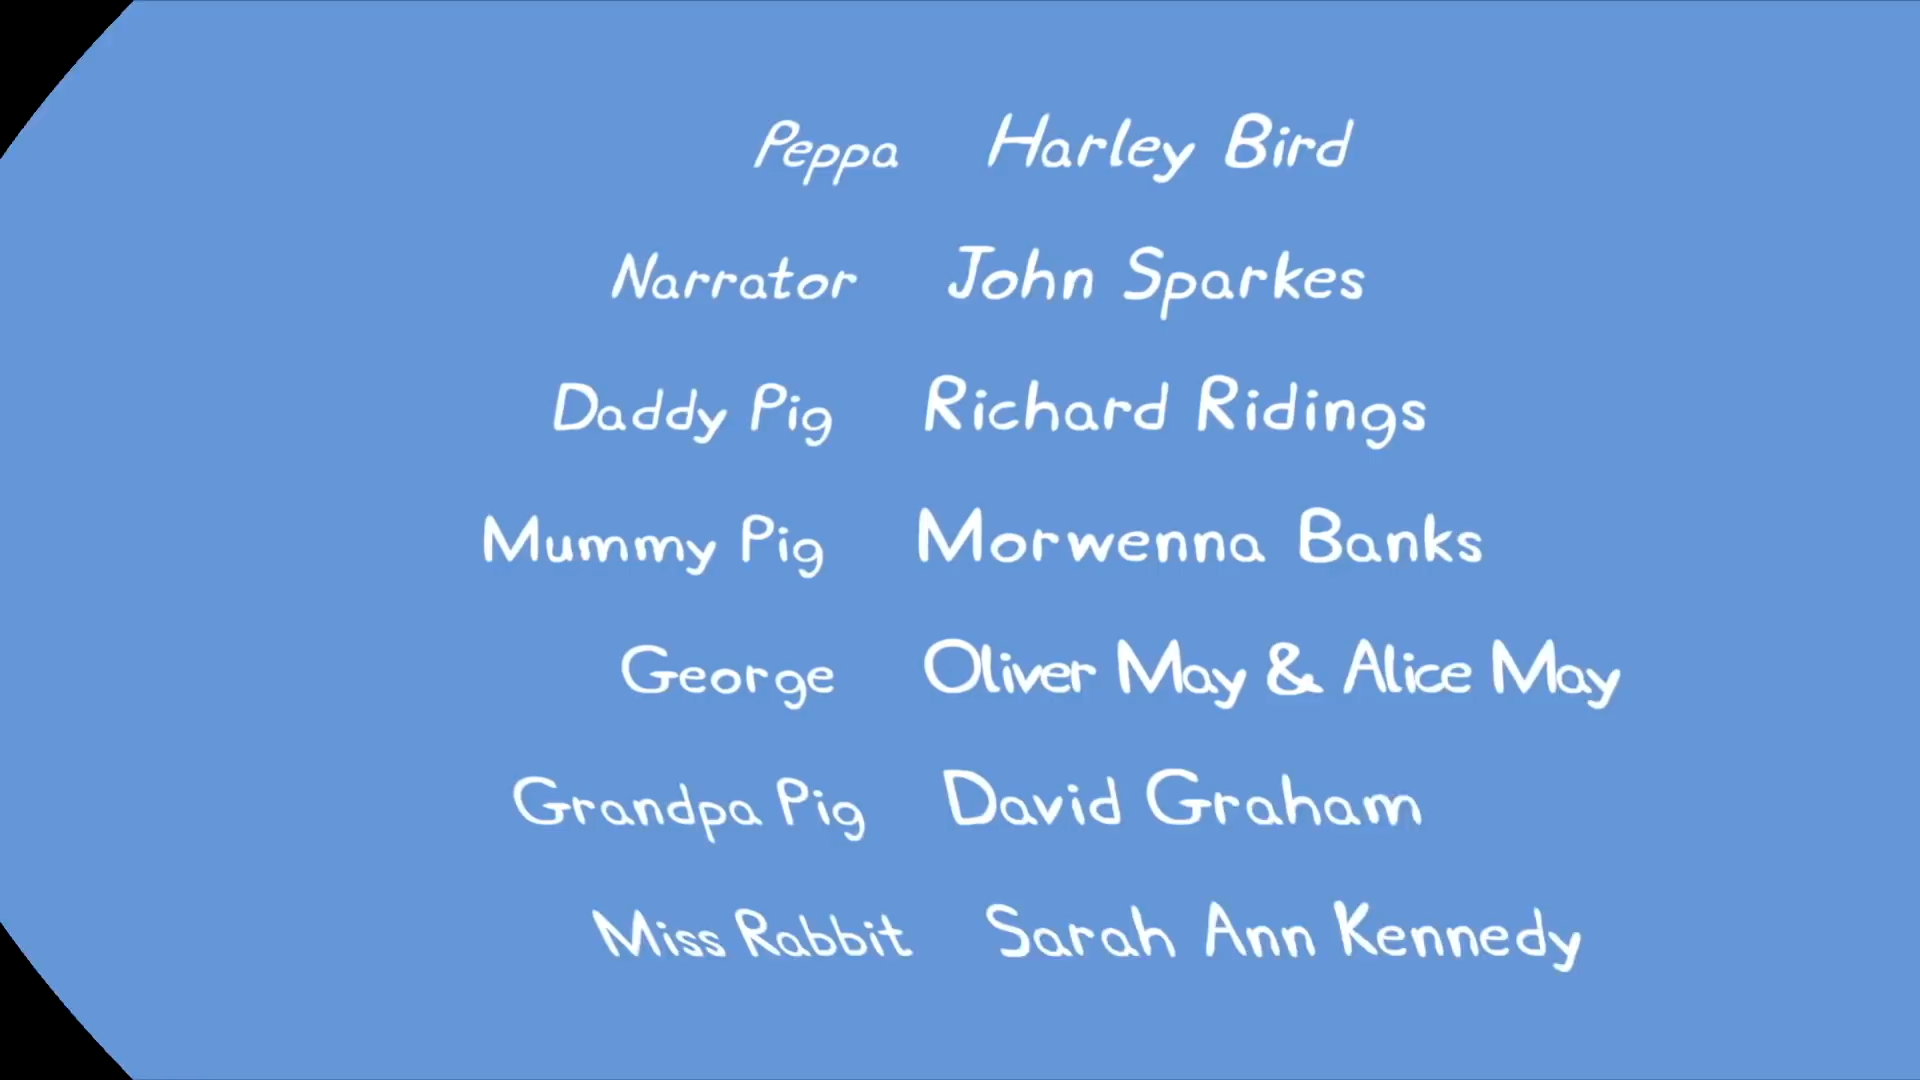 Peppa Harley Bird
Narrator John Sparkes
Daddy Pig Richard Ridings
Mummy Pig Morwenna Banks
George Oliver May & Alice May
Grandpa Pig David Graham
Miss Rabbit Sarah Ann Kennedy